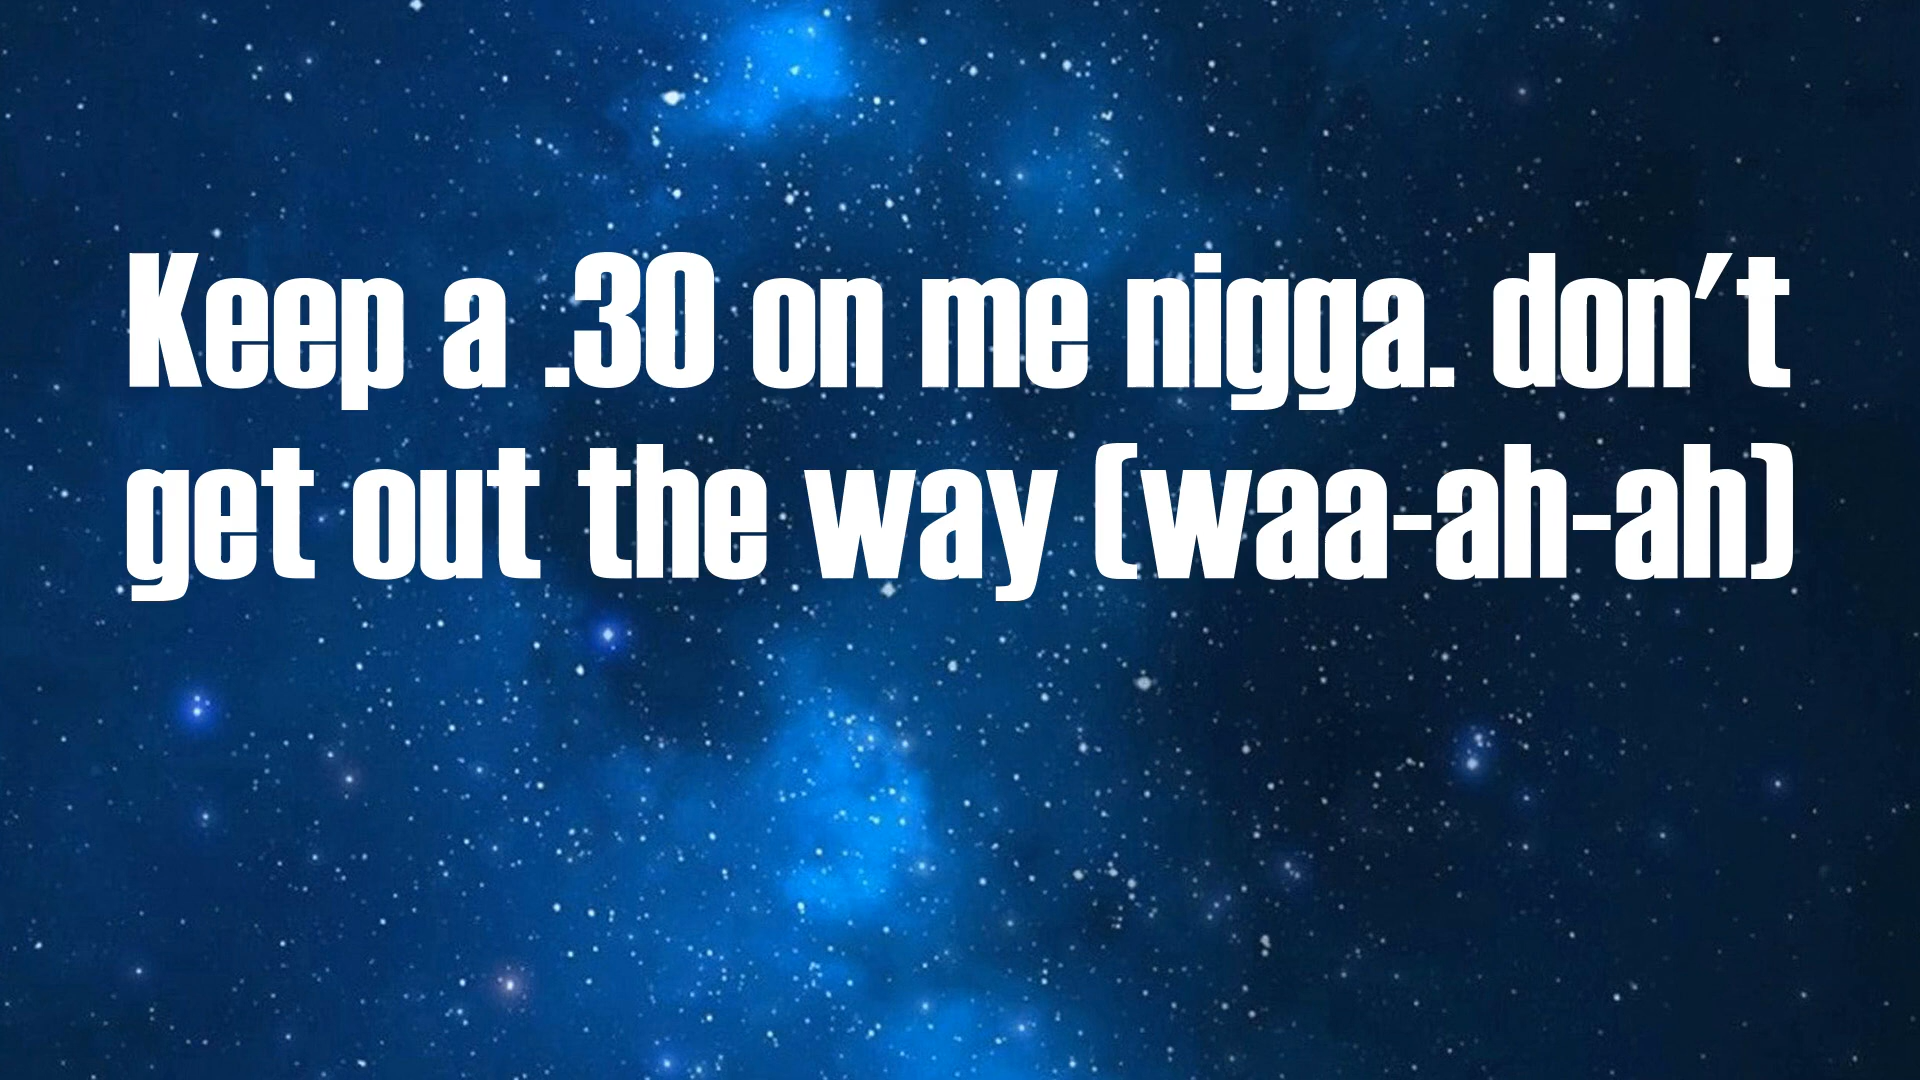 Keep a .30 on me nigga. don't
get out the way (waa-ah-ah)